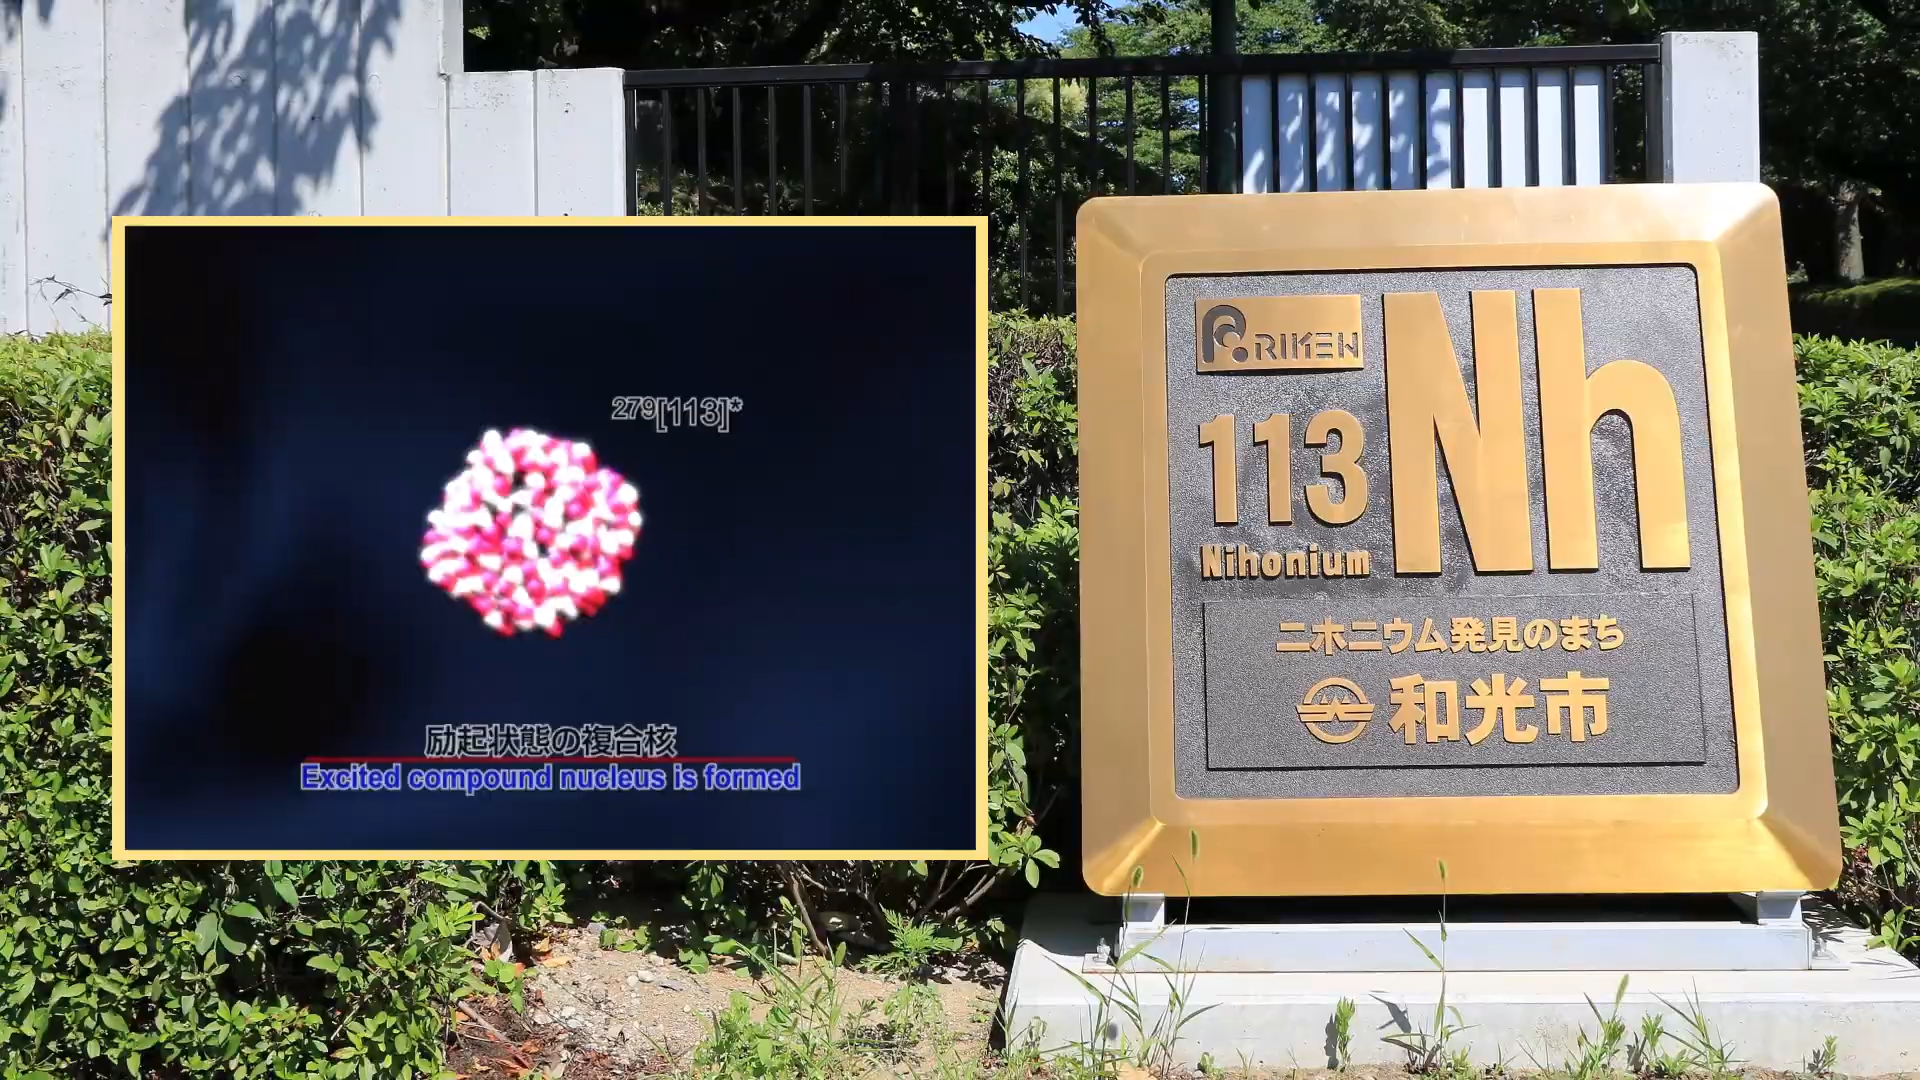 279[113]*
励起状態の複合核
Excited compound nucleus is formed
RIKEN
113
Nh
Nihonium
ニホニウム発見のまち
和光市